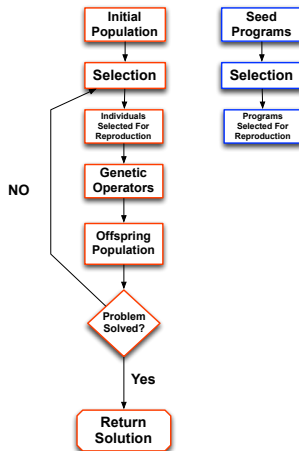 Initial
Population
Selection
Individuals
Selected For
Reproduction
Genetic
Operators
Offspring
Population
Problem
Solved?
NO
Yes
Return
Solution
Seed
Programs
Selection
Programs
Selected For
Reproduction